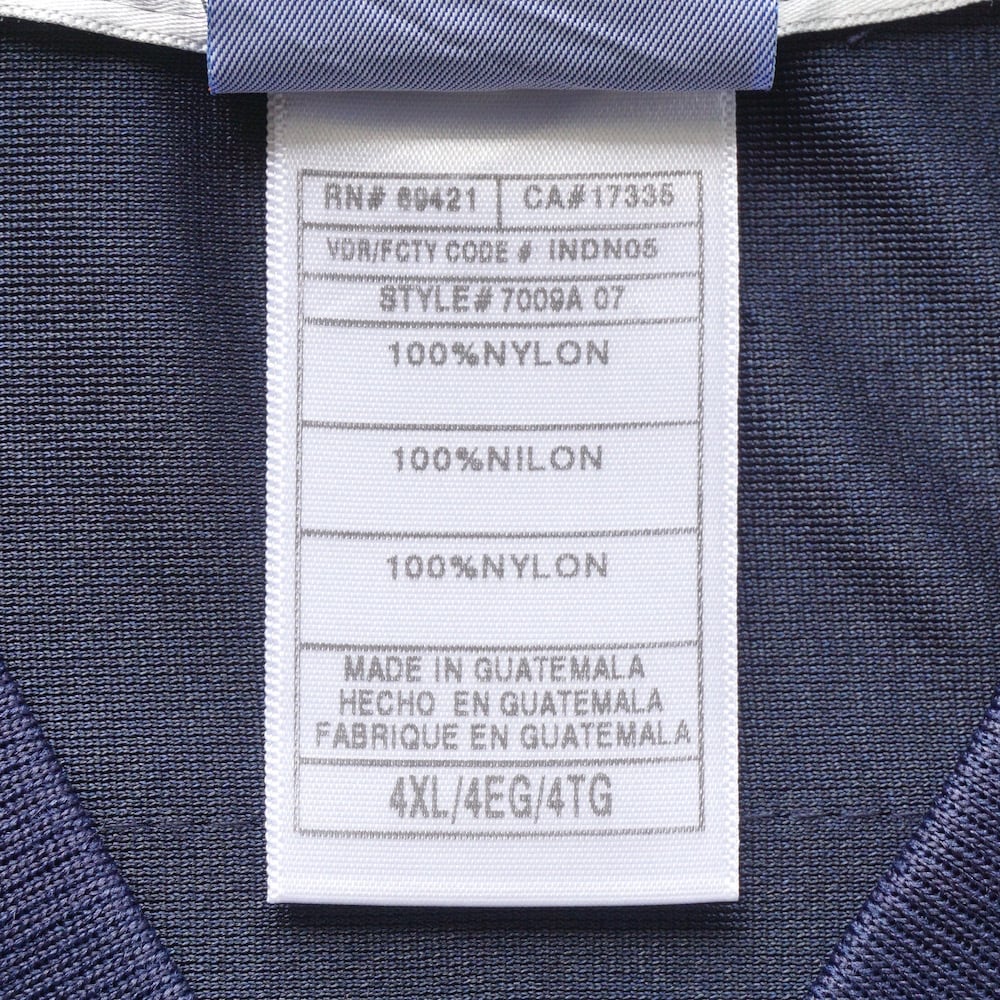 RN# 69421 CA#17335
VDR/FCTY CODE # INDN05
STYLE# 7009A 07
100%NYLON
100%NILON
100%NYLON
MADE IN GUATEMALA
HECHO EN GUATEMALA
FABRIQUE EN GUATEMALA
4XL/4EG/4TG